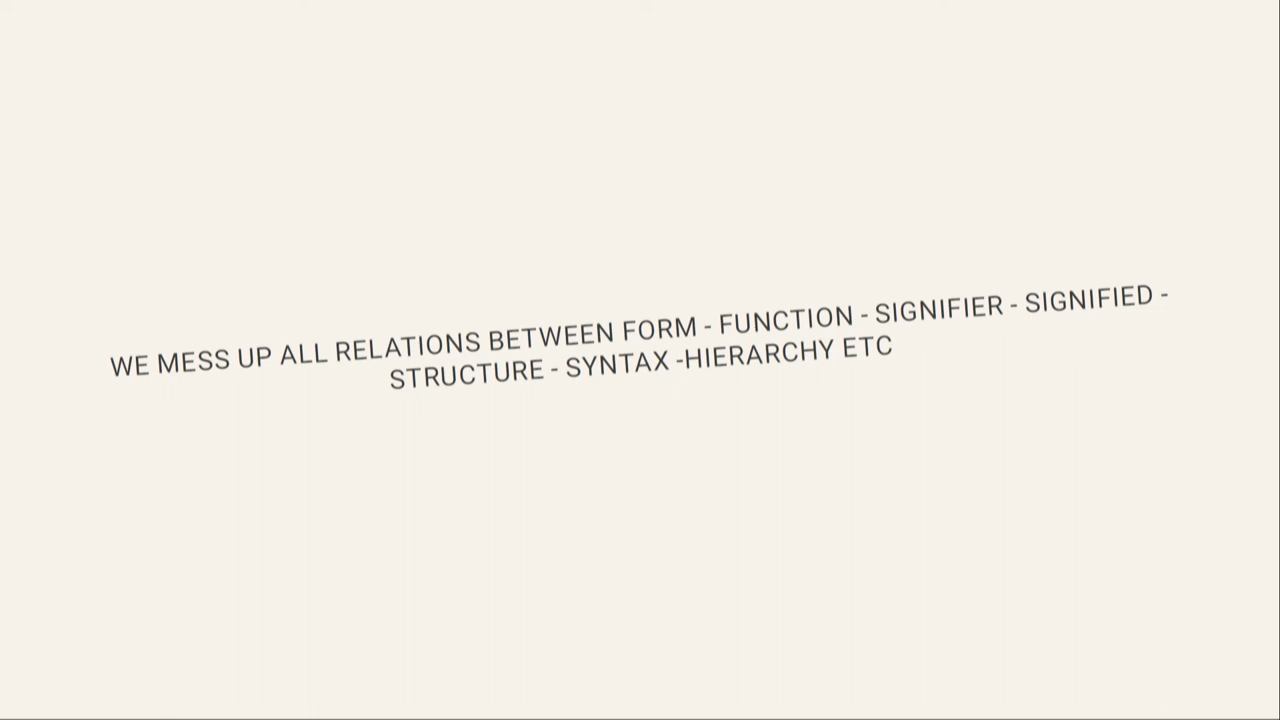 WE MESS UP ALL RELATIONS BETWEEN FORM - FUNCTION - SIGNIFIER - SIGNIFIED -
STRUCTURE - SYNTAX -HIERARCHY ETC